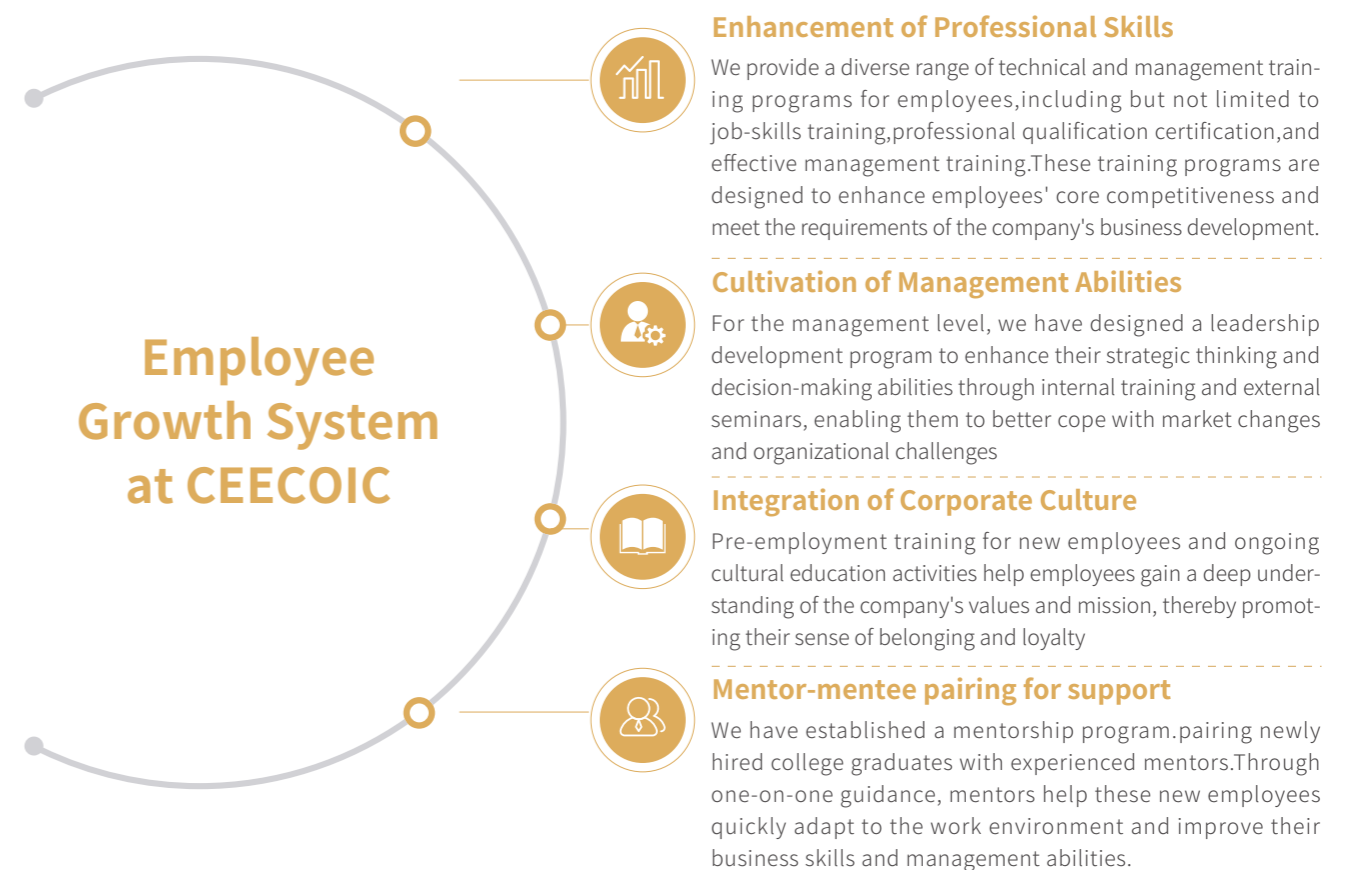 Employee
Growth System
at CEECOIC
Enhancement of Professional Skills
We provide a diverse range of technical and management train-
ing programs for employees,including but not limited to
job-skills training,professional qualification certification,and
effective management training.These training programs are
designed to enhance employees' core competitiveness and
meet the requirements of the company's business development.
Cultivation of Management Abilities
For the management level, we have designed a leadership
development program to enhance their strategic thinking and
decision-making abilities through internal training and external
seminars, enabling them to better cope with market changes
and organizational challenges
Integration of Corporate Culture
Pre-employment training for new employees and ongoing
cultural education activities help employees gain a deep under-
standing of the company's values and mission, thereby promot-
ing their sense of belonging and loyalty
Mentor-mentee pairing for support
We have established a mentorship program.pairing newly
hired college graduates with experienced mentors.Through
one-on-one guidance, mentors help these new employees
quickly adapt to the work environment and improve their
business skills and management abilities.